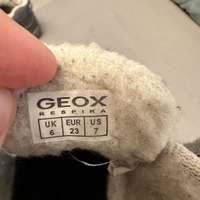 GEOX
RESPIRA
UK EUR US
6 23 7